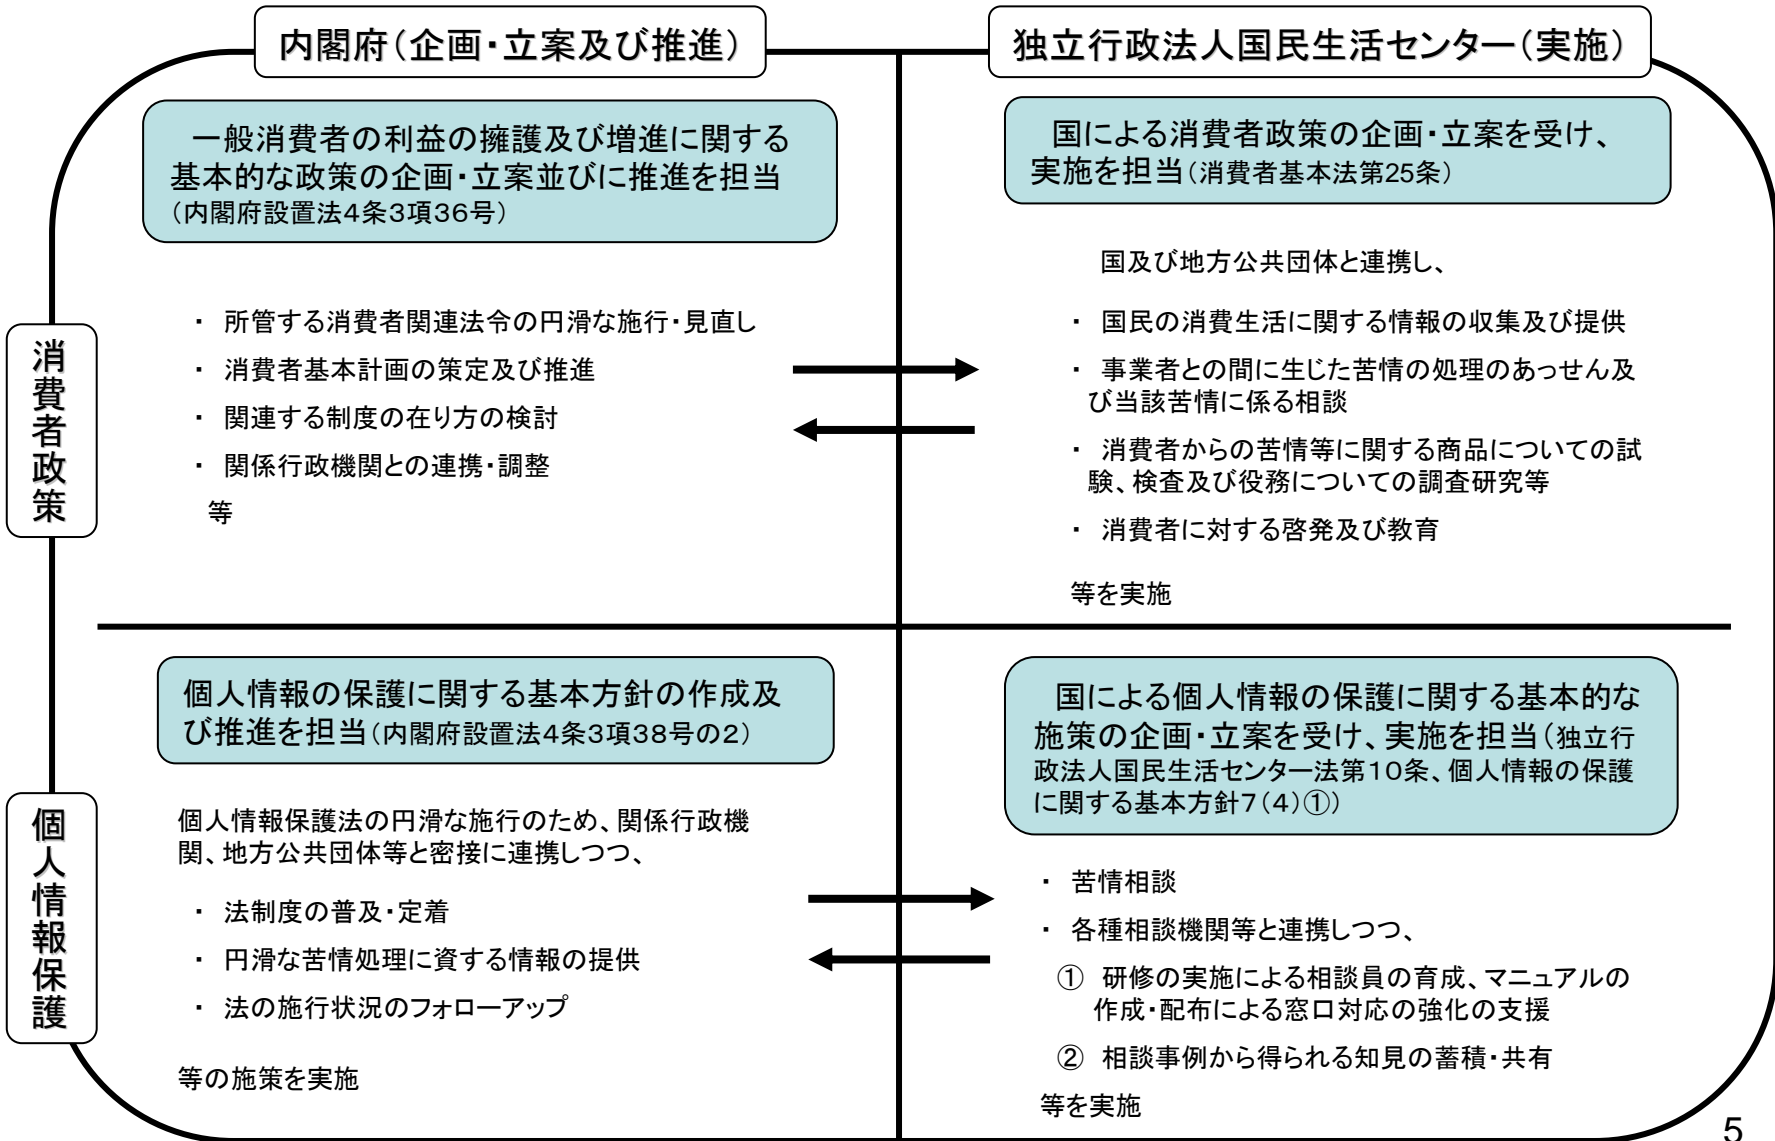 内閣府(企画・立案及び推進)
独立行政法人国民生活センター(実施)
消費者政策
一般消費者の利益の擁護及び増進に関する
基本的な政策の企画・立案並びに推進を担当
(内閣府設置法4条3項36号)
・ 所管する消費者関連法令の円滑な施行・見直し
・ 消費者基本計画の策定及び推進
・ 関連する制度の在り方の検討
・ 関係行政機関との連携・調整
等
国による消費者政策の企画・立案を受け、
実施を担当(消費者基本法第25条)
国及び地方公共団体と連携し、
・ 国民の消費生活に関する情報の収集及び提供
・ 事業者との間に生じた苦情の処理のあっせん及
び当該苦情に係る相談
・ 消費者からの苦情等に関する商品についての試
験、検査及び役務についての調査研究等
・ 消費者に対する啓発及び教育
等を実施
個人情報保護
個人情報の保護に関する基本方針の作成及
び推進を担当(内閣府設置法4条3項38号の2)
個人情報保護法の円滑な施行のため、関係行政機
関、地方公共団体等と密接に連携しつつ、
・ 法制度の普及・定着
・ 円滑な苦情処理に資する情報の提供
・ 法の施行状況のフォローアップ
等の施策を実施
国による個人情報の保護に関する基本的な
施策の企画・立案を受け、実施を担当(独立行
政法人国民生活センター法第10条、個人情報の保護
に関する基本方針7(4)①)
・ 苦情相談
・ 各種相談機関等と連携しつつ、
① 研修の実施による相談員の育成、マニュアルの
作成・配布による窓口対応の強化の支援
② 相談事例から得られる知見の蓄積・共有
等を実施
5